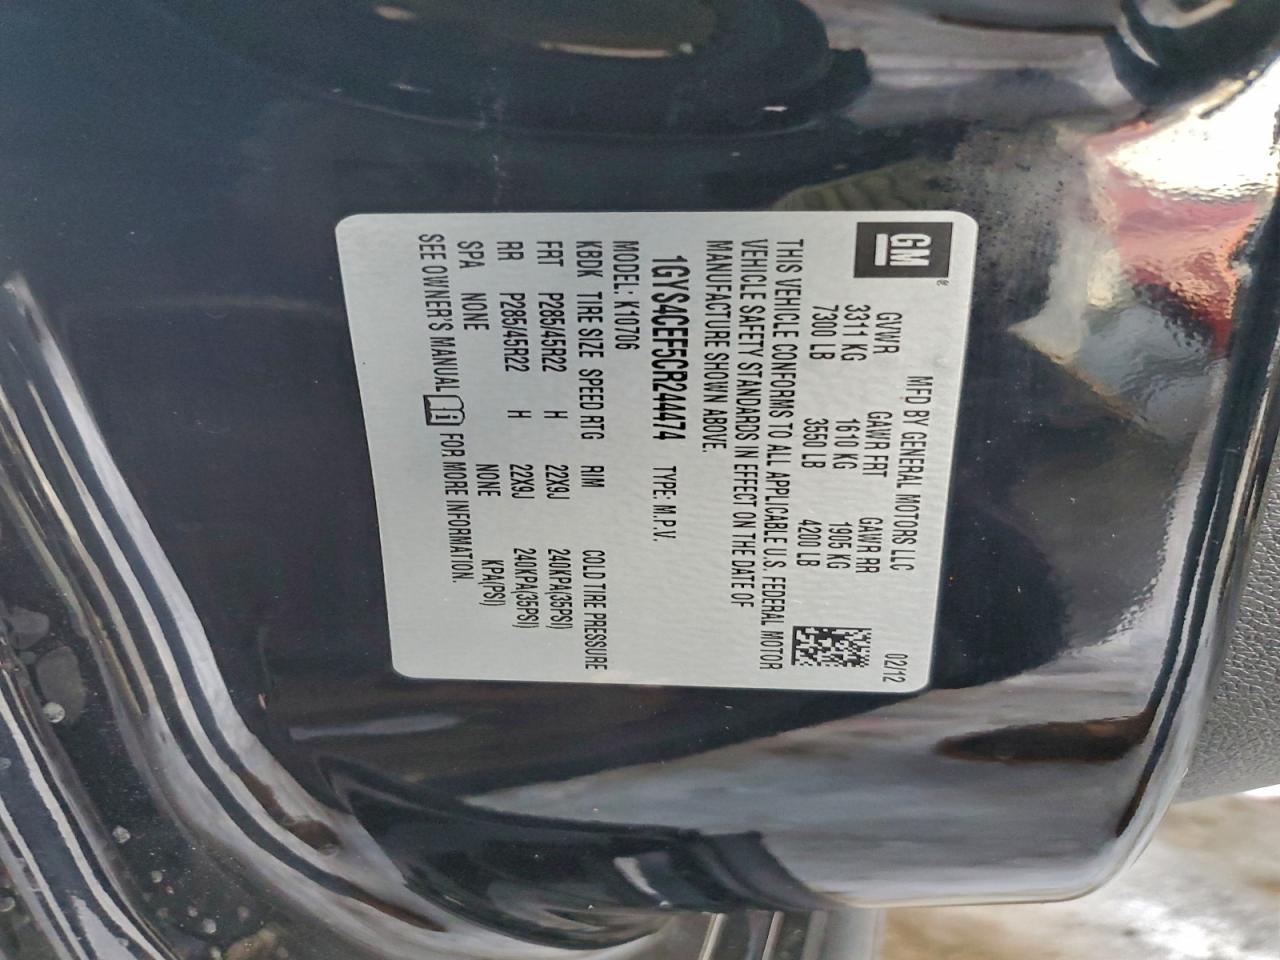 GM®
MFD BY GENERAL MOTORS LLC 02/12
GVWR GAWR FRT GAWR RR
3311 KG 1610 KG 1905 KG
7300 LB 3550 LB 4200 LB
THIS VEHICLE CONFORMS TO ALL APPLICABLE U.S. FEDERAL MOTOR
VEHICLE SAFETY STANDARDS IN EFFECT ON THE DATE OF
MANUFACTURE SHOWN ABOVE.
1GYS4CEF5CR244474 TYPE: M.P.V.
MODEL: K10706
KBDK TIRE SIZE SPEED RTG RIM COLD TIRE PRESSURE
FRT P285/45R22 H 22X9J 240KPA(35PSI)
RR P285/45R22 H 22X9J 240KPA(35PSI)
SPA NONE NONE KPA(PSI)
SEE OWNER'S MANUAL FOR MORE INFORMATION.